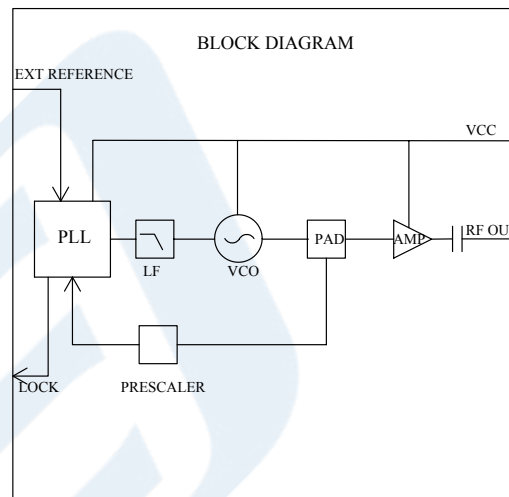 BLOCK DIAGRAM
EXT REFERENCE
VCC
PLL
LF
VCO
PAD
AMP
RF OU
LOCK
PRESCALER